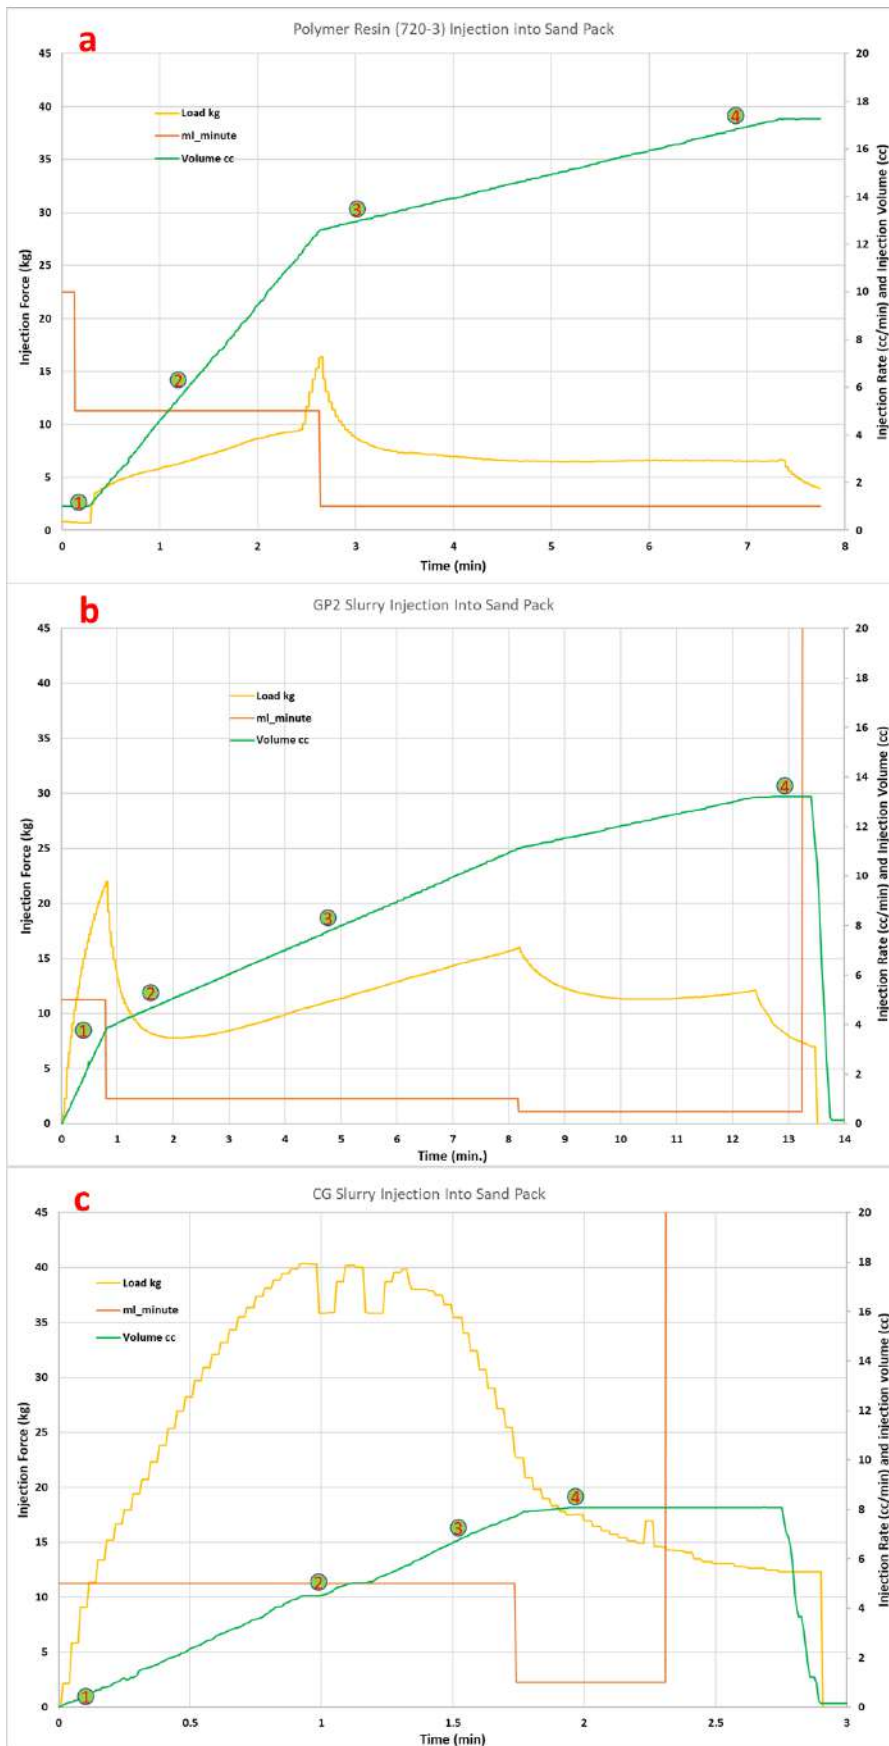 a
Polymer Resin (720-3) Injection into Sand Pack
45
40
35
30
25
20
15
10
5
0
Injection Force (kg)
Load kg
ml_minute
Volume cc
1
2
3
4
20
18
16
14
12
10
8
6
4
2
0
Injection Rate (cc/min) and Injection Volume (cc)
0 1 2 3 4 5 6 7 8
Time (min)
b
GP2 Slurry Injection Into Sand Pack
45
40
35
30
25
20
15
10
5
0
Injection Force (kg)
Load kg
ml_minute
Volume cc
1
2
3
4
20
18
16
14
12
10
8
6
4
2
0
Injection Rate (cc/min) and Injection Volume (cc)
0 1 2 3 4 5 6 7 8 9 10 11 12 13 14
Time (min.)
c
CG Slurry Injection Into Sand Pack
45
40
35
30
25
20
15
10
5
0
Injection Force (kg)
Load kg
ml_minute
Volume cc
1
2
3
4
20
18
16
14
12
10
8
6
4
2
0
Injection Rate (cc/min) and injection volume (cc)
0 0.5 1 1.5 2 2.5 3
Time (min)